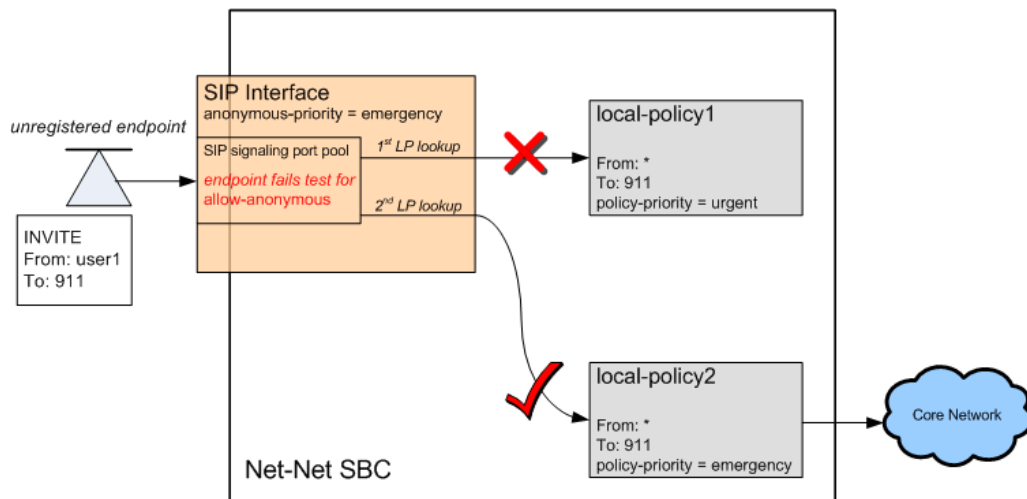 SIP Interface
anonymous-priority = emergency
unregistered endpoint
SIP signaling port pool
endpoint fails test for
allow-anonymous
1st LP lookup
2nd LP lookup
INVITE
From: user1
To: 911
local-policy1
From: *
To: 911
policy-priority = urgent
local-policy2
From: *
To: 911
policy-priority = emergency
Core Network
Net-Net SBC